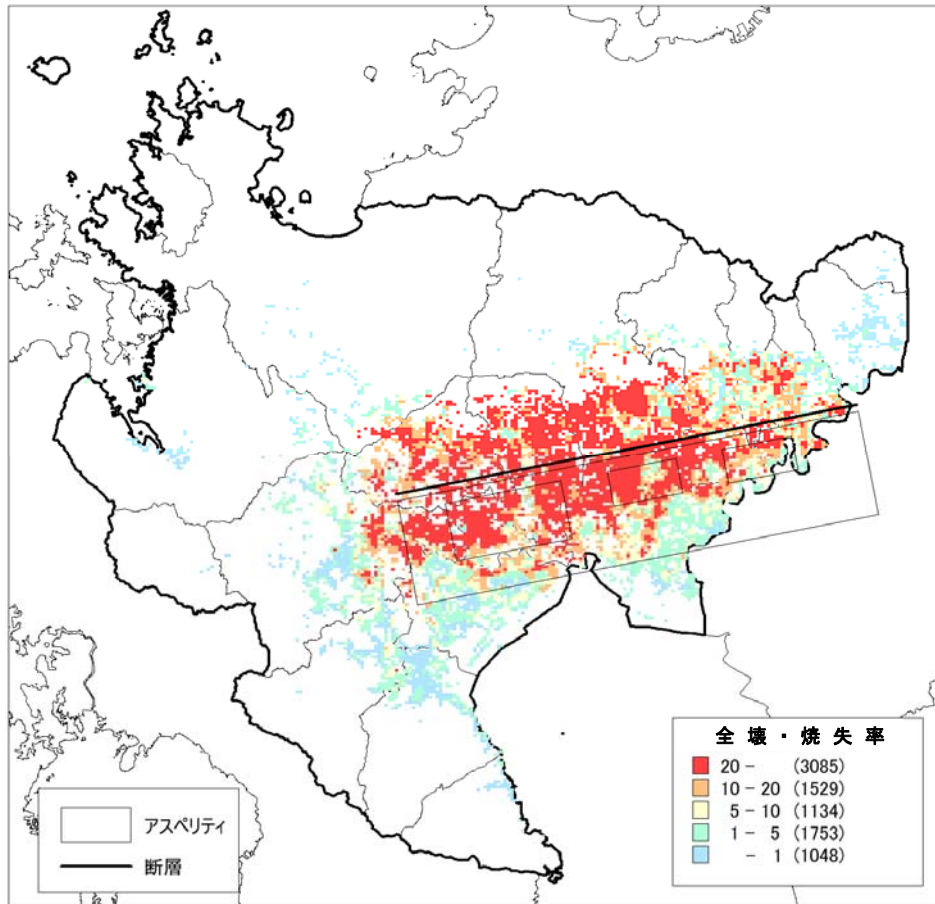 全壊・焼失率
20 - (3085)
10 - 20 (1529)
5 - 10 (1134)
1 - 5 (1753)
- 1 (1048)
アスペリティ
断層